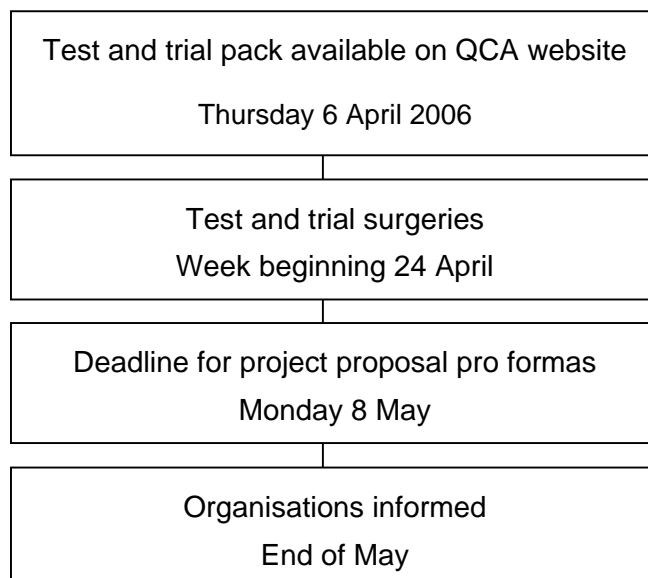 Test and trial pack available on QCA website
Thursday 6 April 2006
Test and trial surgeries
Week beginning 24 April
Deadline for project proposal pro formas
Monday 8 May
Organisations informed
End of May